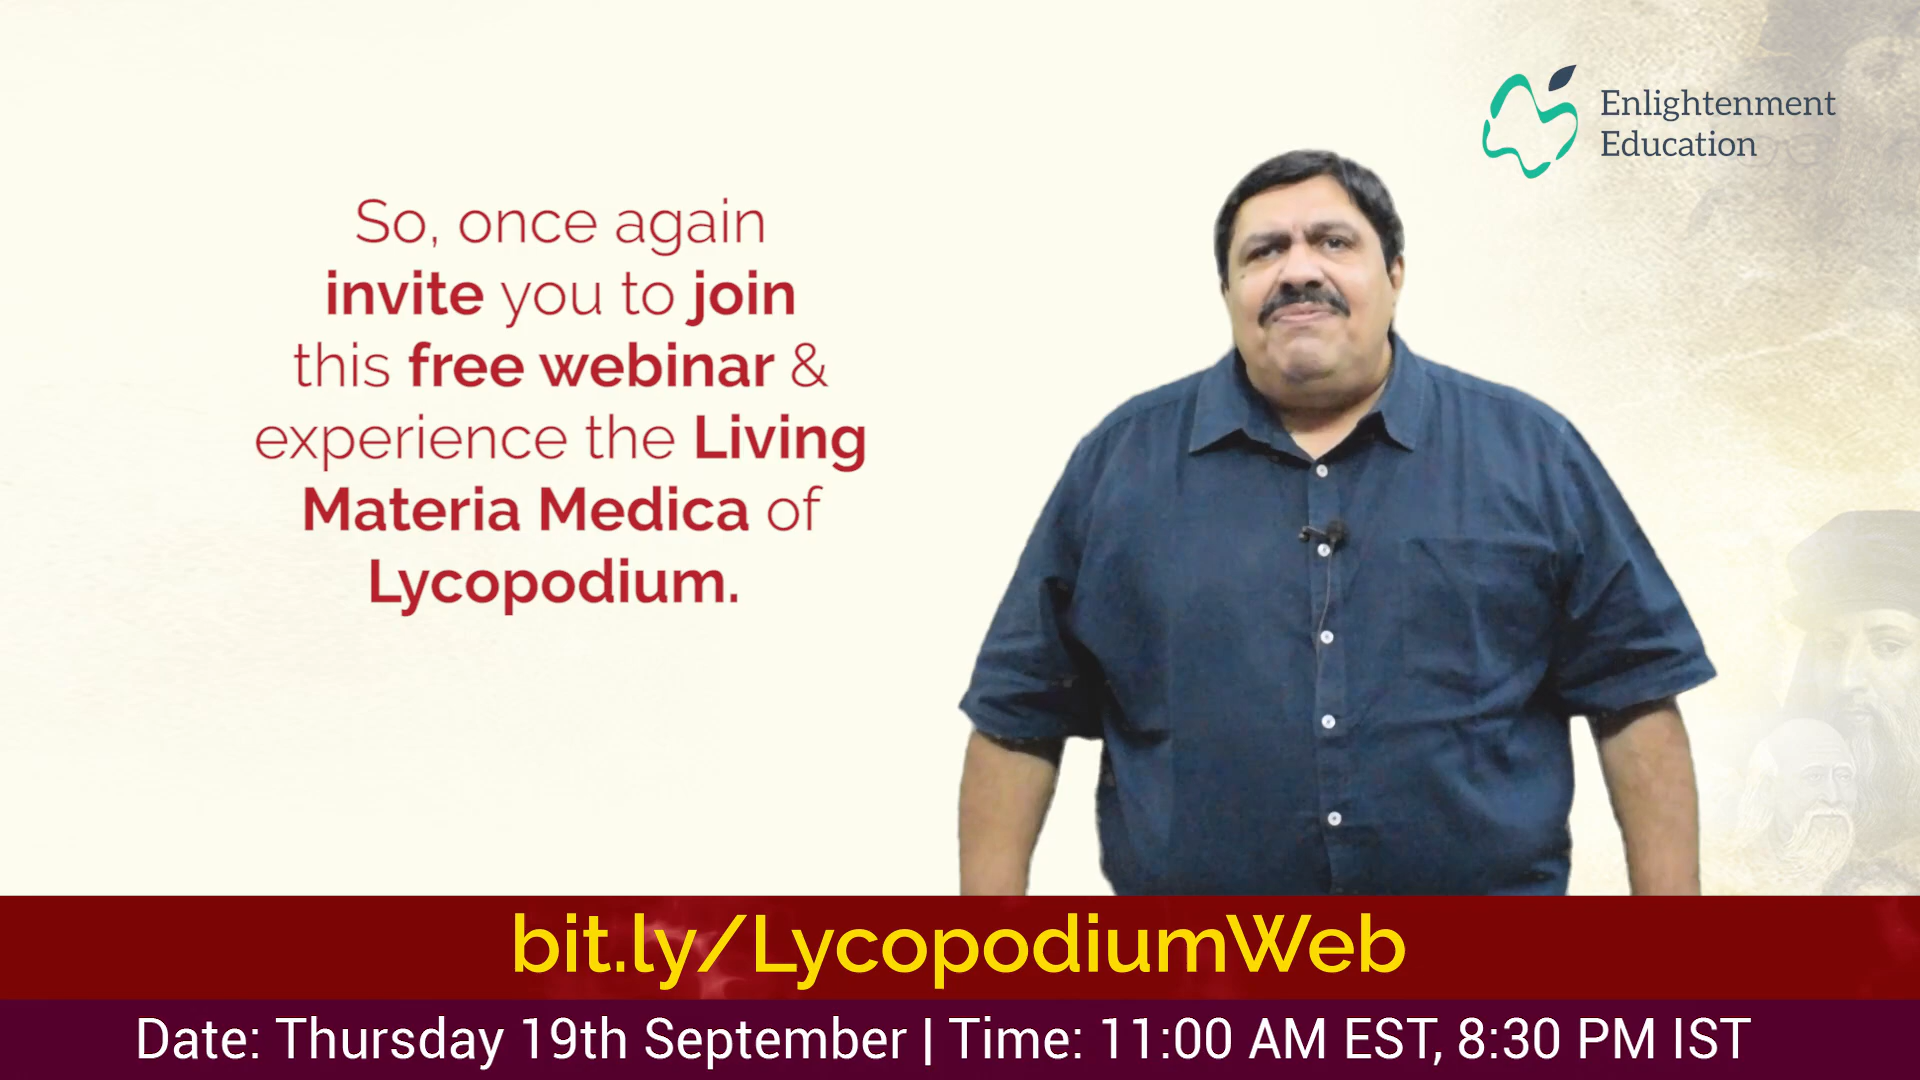 Enlightenment
Education
So, once again
invite you to join
this free webinar &
experience the Living
Materia Medica of
Lycopodium.
bit.ly/LycopodiumWeb
Date: Thursday 19th September | Time: 11:00 AM EST, 8:30 PM IST